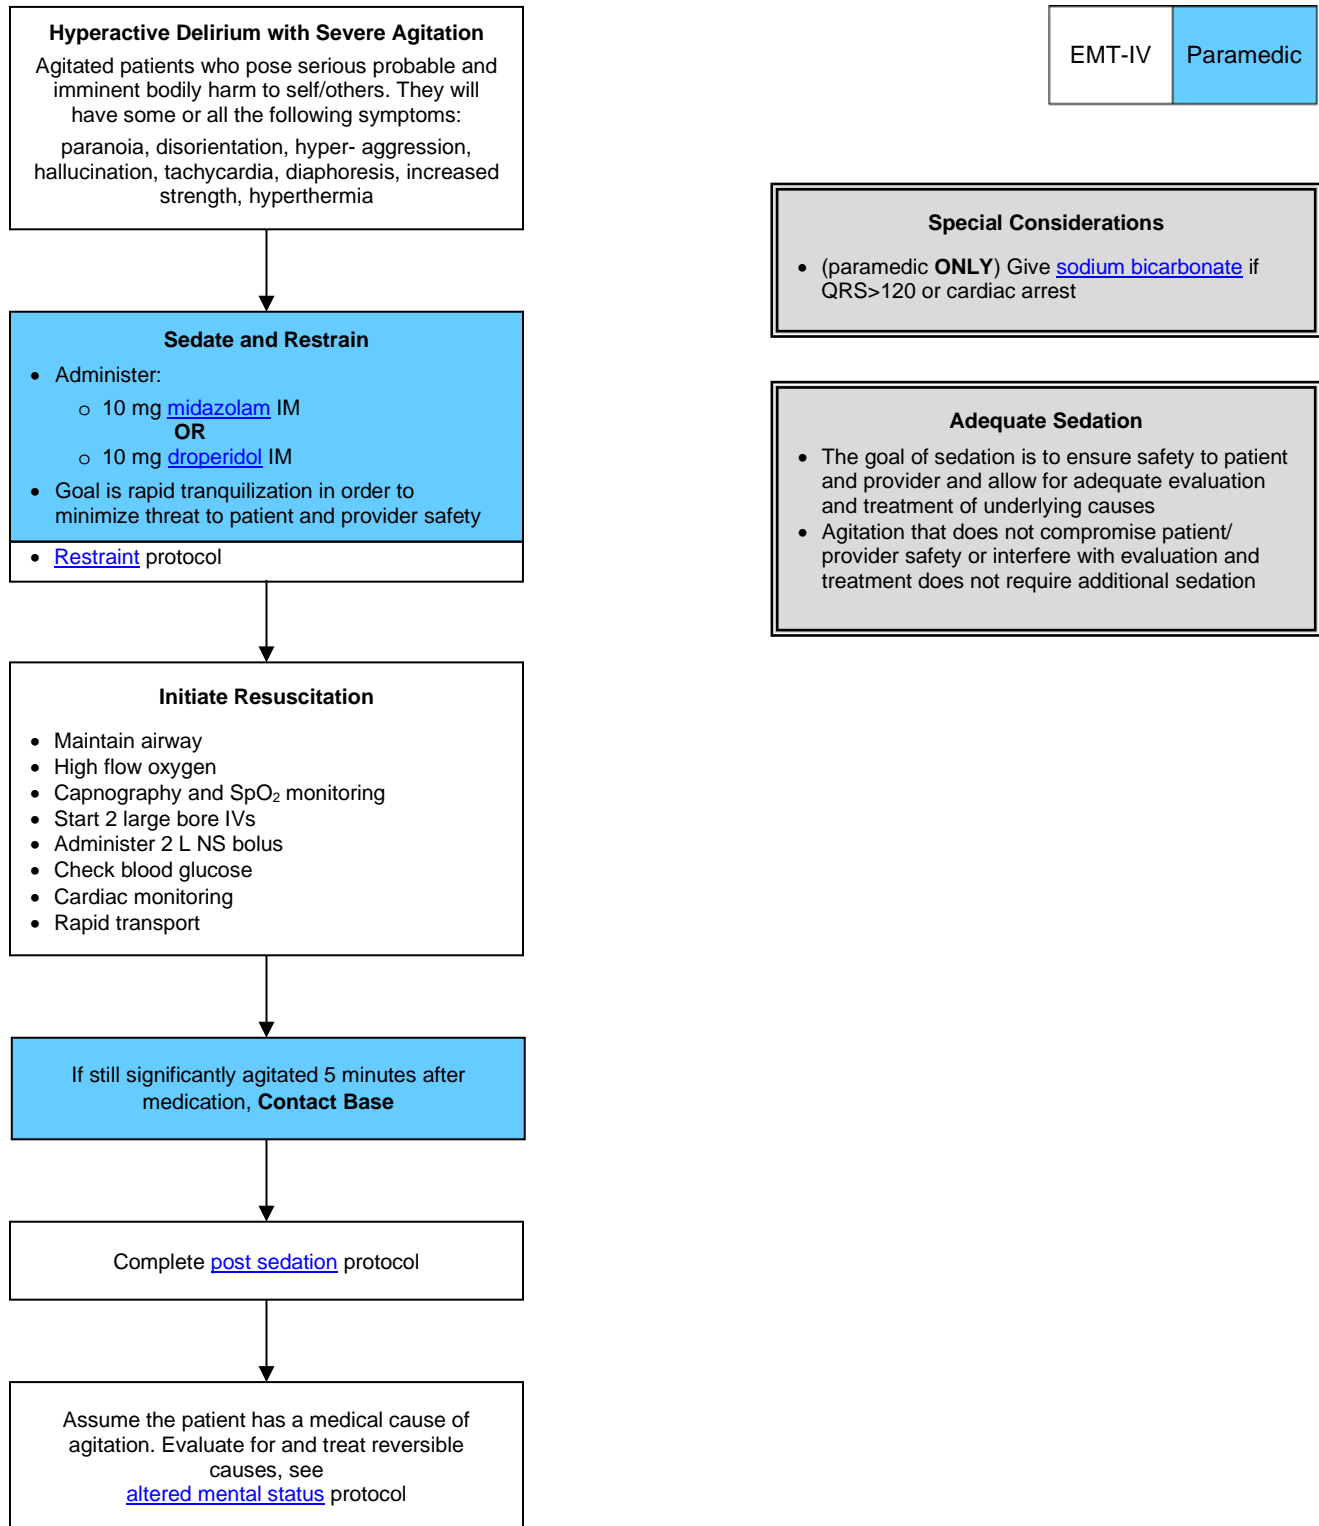 Hyperactive Delirium with Severe Agitation
Agitated patients who pose serious probable and
imminent bodily harm to self/others. They will
have some or all the following symptoms:
paranoia, disorientation, hyper- aggression,
hallucination, tachycardia, diaphoresis, increased
strength, hyperthermia
EMT-IV
Paramedic
Special Considerations
• (paramedic ONLY) Give sodium bicarbonate if
QRS>120 or cardiac arrest
Sedate and Restrain
• Administer:
o 10 mg midazolam IM
OR
o 10 mg droperidol IM
• Goal is rapid tranquilization in order to
minimize threat to patient and provider safety
• Restraint protocol
Adequate Sedation
• The goal of sedation is to ensure safety to patient
and provider and allow for adequate evaluation
and treatment of underlying causes
• Agitation that does not compromise patient/
provider safety or interfere with evaluation and
treatment does not require additional sedation
Initiate Resuscitation
• Maintain airway
• High flow oxygen
• Capnography and SpO₂ monitoring
• Start 2 large bore IVs
• Administer 2 L NS bolus
• Check blood glucose
• Cardiac monitoring
• Rapid transport
If still significantly agitated 5 minutes after
medication, Contact Base
Complete post sedation protocol
Assume the patient has a medical cause of
agitation. Evaluate for and treat reversible
causes, see
altered mental status protocol